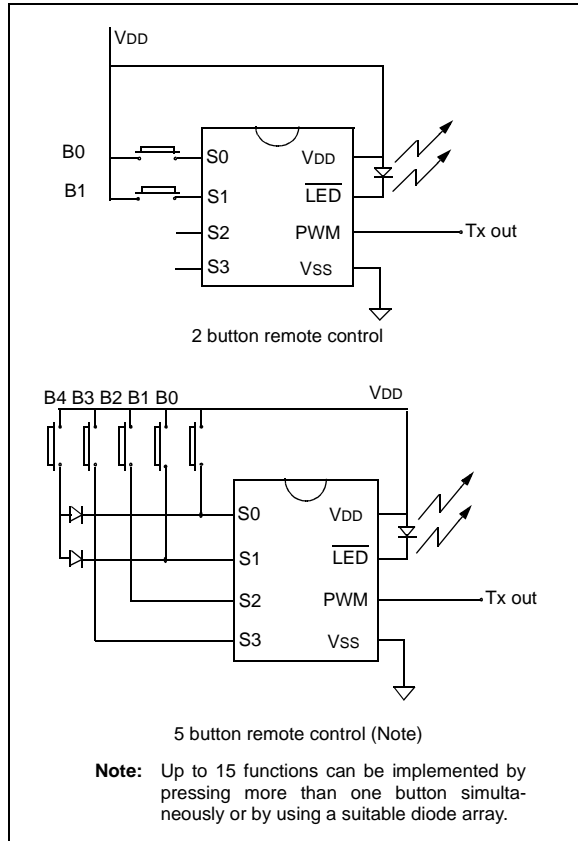 VDD
B0
B1
S0
S1
S2
S3
VDD
LED
PWM
VSS
Tx out
2 button remote control
B4 B3 B2 B1 B0
VDD
S0
S1
S2
S3
VDD
LED
PWM
VSS
Tx out
5 button remote control (Note)
Note: Up to 15 functions can be implemented by
pressing more than one button simulta-
neously or by using a suitable diode array.